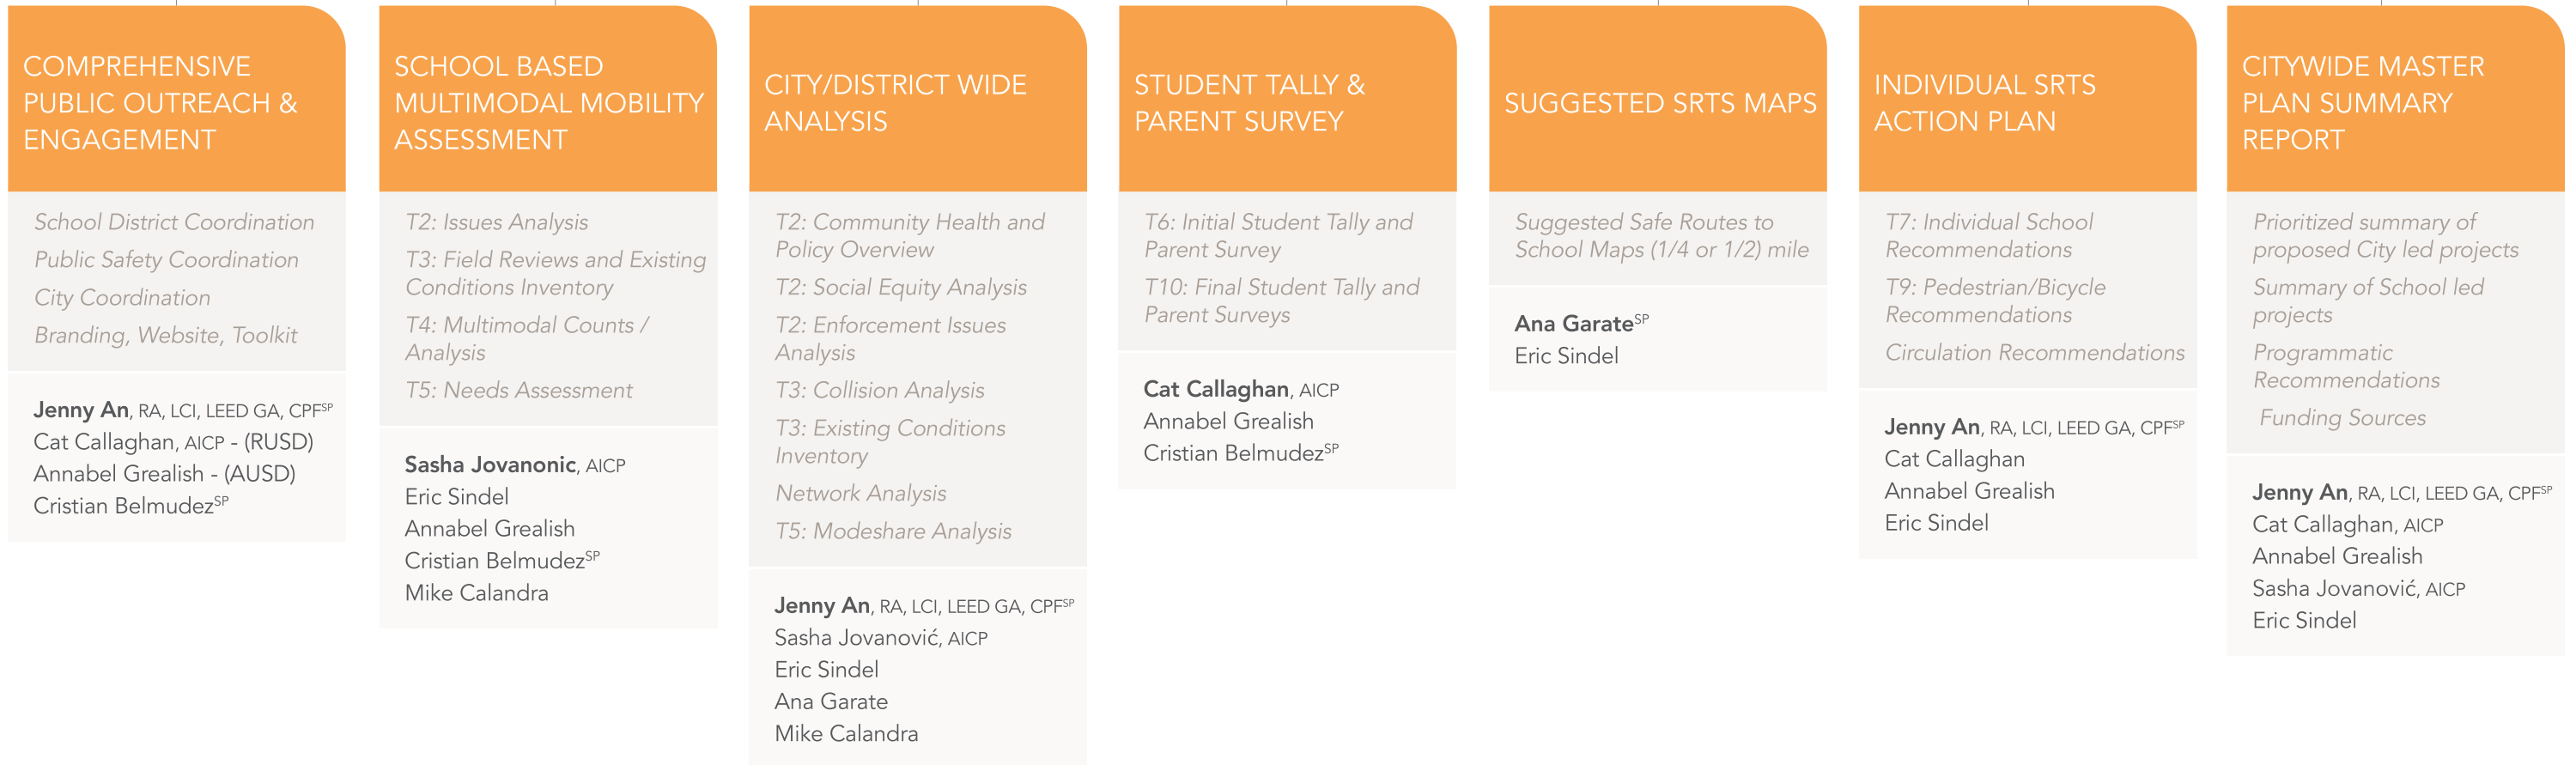 COMPREHENSIVE
PUBLIC OUTREACH &
ENGAGEMENT
School District Coordination
Public Safety Coordination
City Coordination
Branding, Website, Toolkit
Jenny An, RA, LCI, LEED GA, CPFSP
Cat Callaghan, AICP - (RUSD)
Annabel Grealish - (AUSD)
Cristian BelmudezSP
SCHOOL BASED
MULTIMODAL MOBILITY
ASSESSMENT
T2: Issues Analysis
T3: Field Reviews and Existing
Conditions Inventory
T4: Multimodal Counts /
Analysis
T5: Needs Assessment
Sasha Jovanonic, AICP
Eric Sindel
Annabel Grealish
Cristian BelmudezSP
Mike Calandra
CITY/DISTRICT WIDE
ANALYSIS
T2: Community Health and
Policy Overview
T2: Social Equity Analysis
T2: Enforcement Issues
Analysis
T3: Collision Analysis
T3: Existing Conditions
Inventory
Network Analysis
T5: Modeshare Analysis
Jenny An, RA, LCI, LEED GA, CPFSP
Sasha Jovanović, AICP
Eric Sindel
Ana Garate
Mike Calandra
STUDENT TALLY &
PARENT SURVEY
T6: Initial Student Tally and
Parent Survey
T10: Final Student Tally and
Parent Surveys
Cat Callaghan, AICP
Annabel Grealish
Cristian BelmudezSP
SUGGESTED SRTS MAPS
Suggested Safe Routes to
School Maps (1/4 or 1/2) mile
Ana GarateSP
Eric Sindel
INDIVIDUAL SRTS
ACTION PLAN
T7: Individual School
Recommendations
T9: Pedestrian/Bicycle
Recommendations
Circulation Recommendations
Jenny An, RA, LCI, LEED GA, CPFSP
Cat Callaghan
Annabel Grealish
Eric Sindel
CITYWIDE MASTER
PLAN SUMMARY
REPORT
Prioritized summary of
proposed City led projects
Summary of School led
projects
Programmatic
Recommendations
Funding Sources
Jenny An, RA, LCI, LEED GA, CPFSP
Cat Callaghan, AICP
Annabel Grealish
Sasha Jovanović, AICP
Eric Sindel